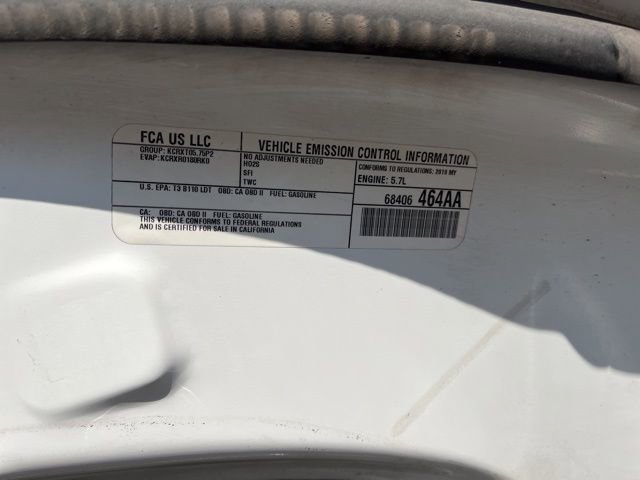 FCA US LLC
GROUP: KCRXT05.75P2
EVAP: KCRXR0180RK0
VEHICLE EMISSION CONTROL INFORMATION
NO ADJUSTMENTS NEEDED
HO2S
SFI
TWC
CONFORMS TO REGULATIONS: 2019 MY
ENGINE: 5.7L
U.S. EPA: T3 B110 LDT OBD: CA OBD II FUEL: GASOLINE
68406 464AA
CA: OBD: CA OBD II FUEL: GASOLINE
THIS VEHICLE CONFORMS TO FEDERAL REGULATIONS
AND IS CERTIFIED FOR SALE IN CALIFORNIA